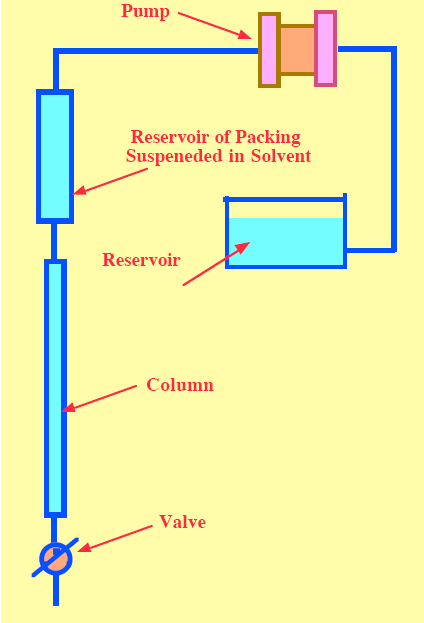 Pump
Reservoir of Packing
Suspeneded in Solvent
Reservoir
Column
Valve